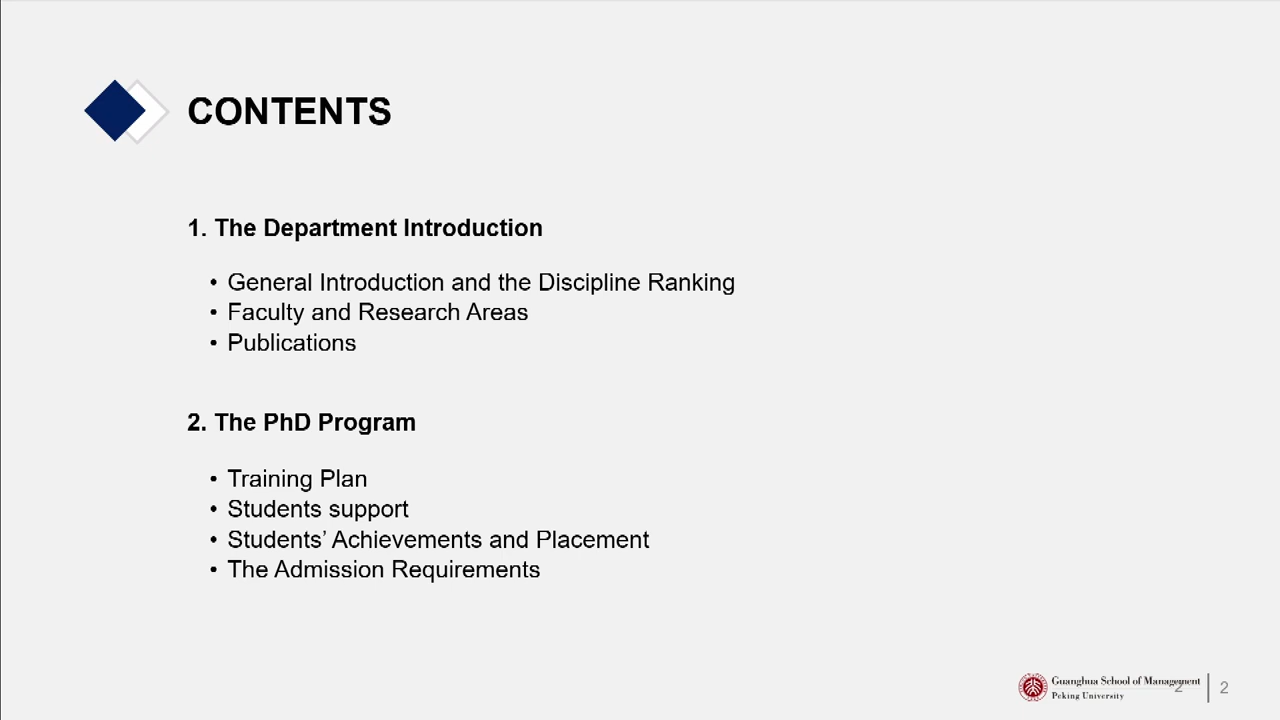 CONTENTS
1. The Department Introduction
• General Introduction and the Discipline Ranking
• Faculty and Research Areas
• Publications
2. The PhD Program
• Training Plan
• Students support
• Students’ Achievements and Placement
• The Admission Requirements
Guanghua School of Management
Peking University
2
2